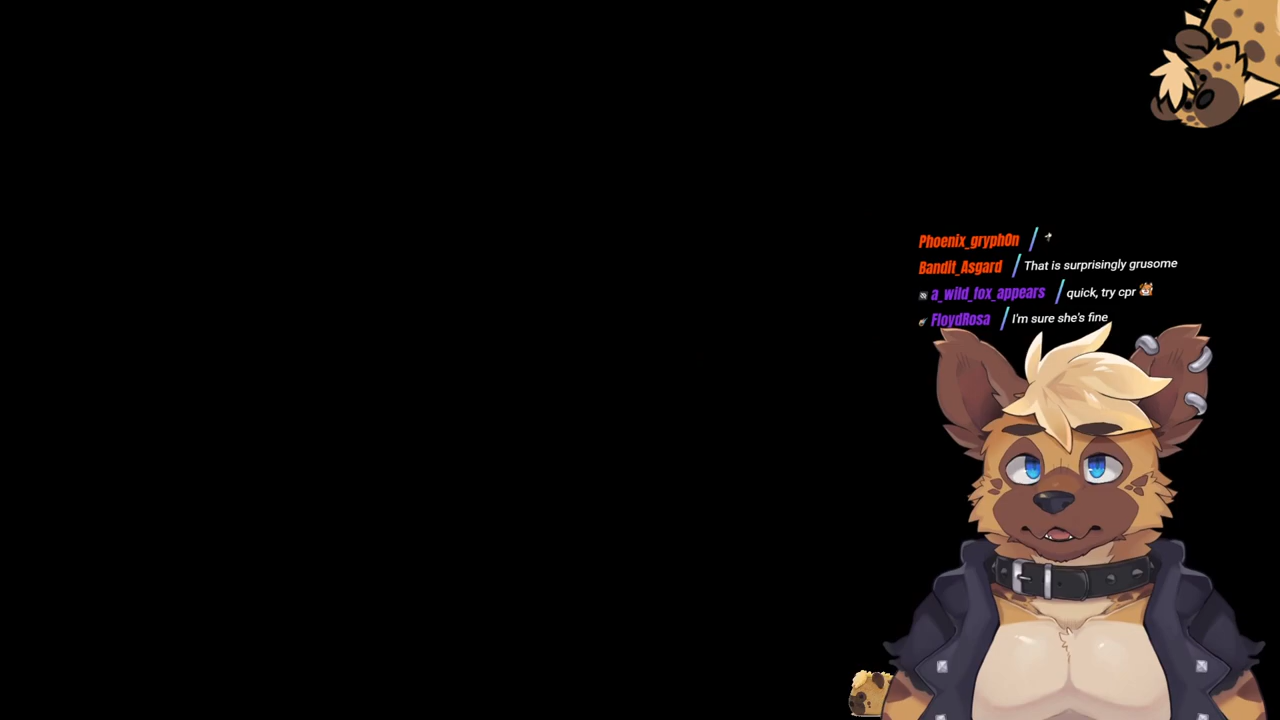 Phoenix_gryph0n /
Bandit_Asgard / That is surprisingly grusome
a_wild_fox_appears / quick, try cpr
FloydRosa / I'm sure she's fine